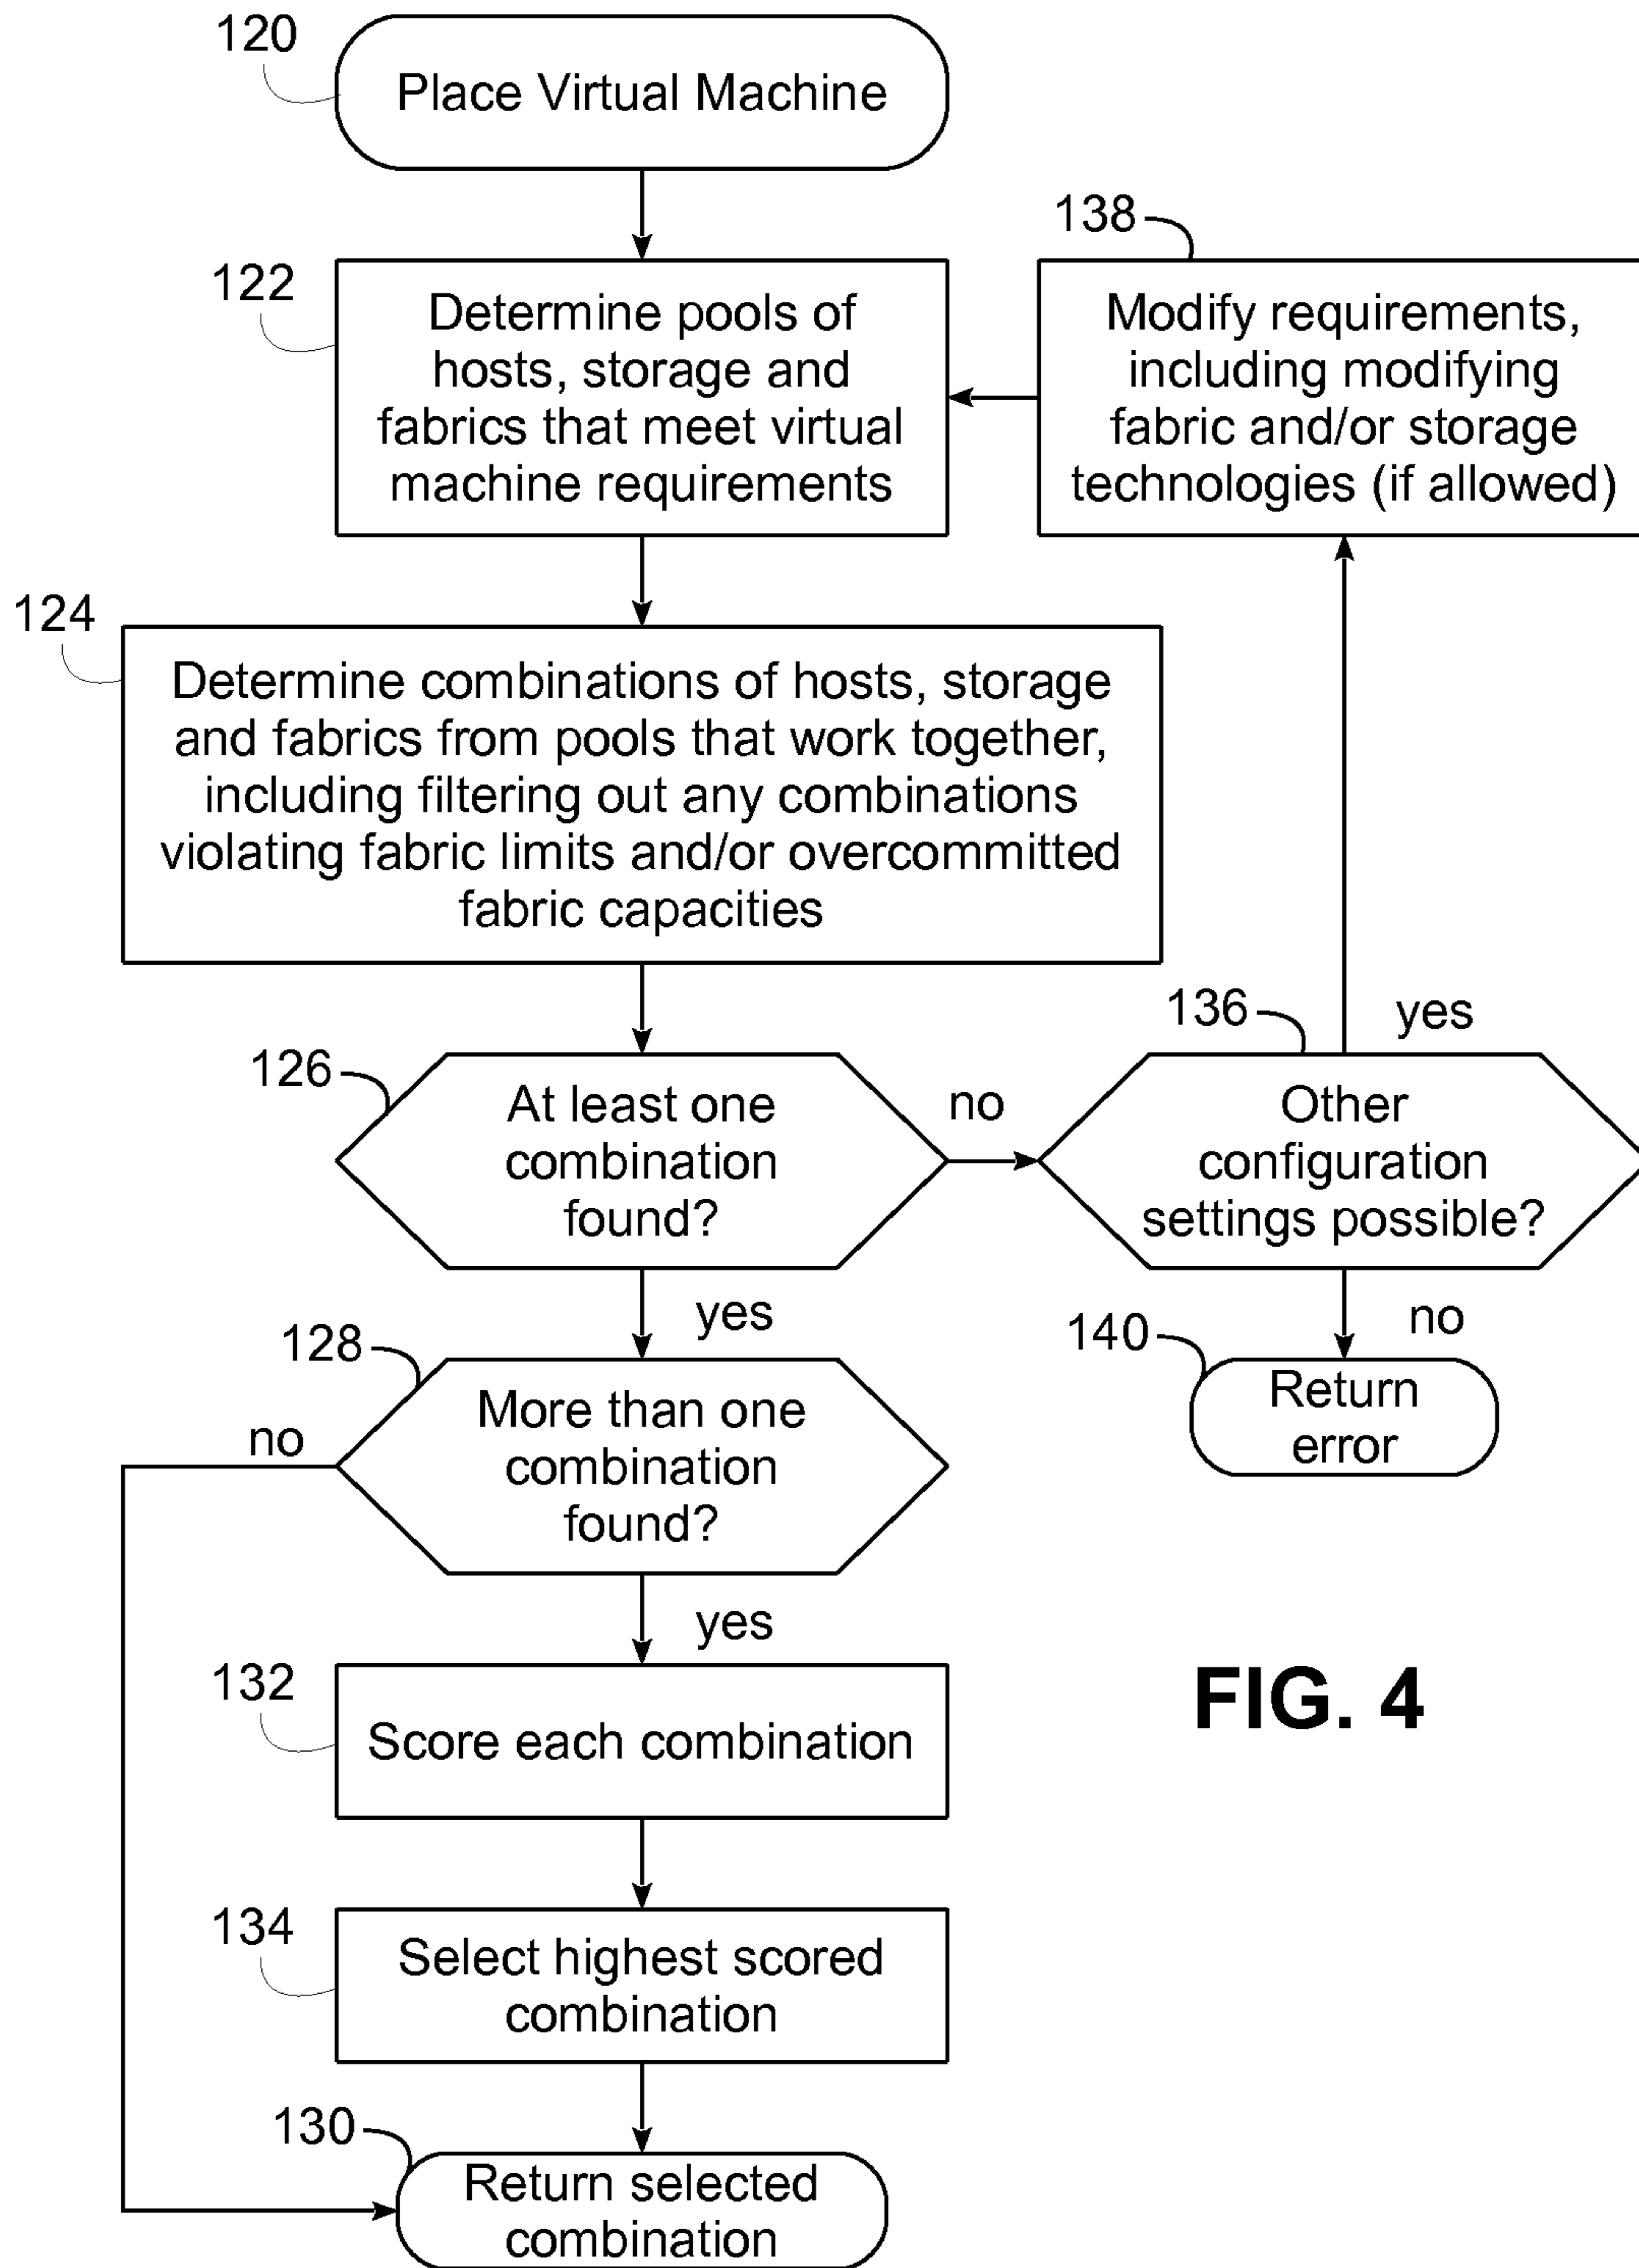 120
Place Virtual Machine
138
122
Determine pools of
hosts, storage and
fabrics that meet virtual
machine requirements
Modify requirements,
including modifying
fabric and/or storage
technologies (if allowed)
124
Determine combinations of hosts, storage
and fabrics from pools that work together,
including filtering out any combinations
violating fabric limits and/or overcommitted
fabric capacities
136
yes
126
At least one
combination
found?
no
Other
configuration
settings possible?
yes
no
128
More than one
combination
found?
no
140
Return
error
yes
132
Score each combination
FIG. 4
134
Select highest scored
combination
130
Return selected
combination